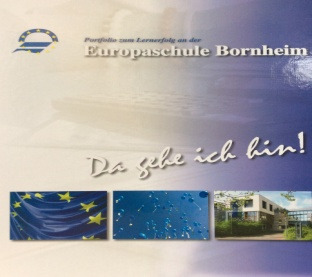 Portfolio zum Lernerfolg an der
Europaschule Bornheim
Da gehe ich hin!